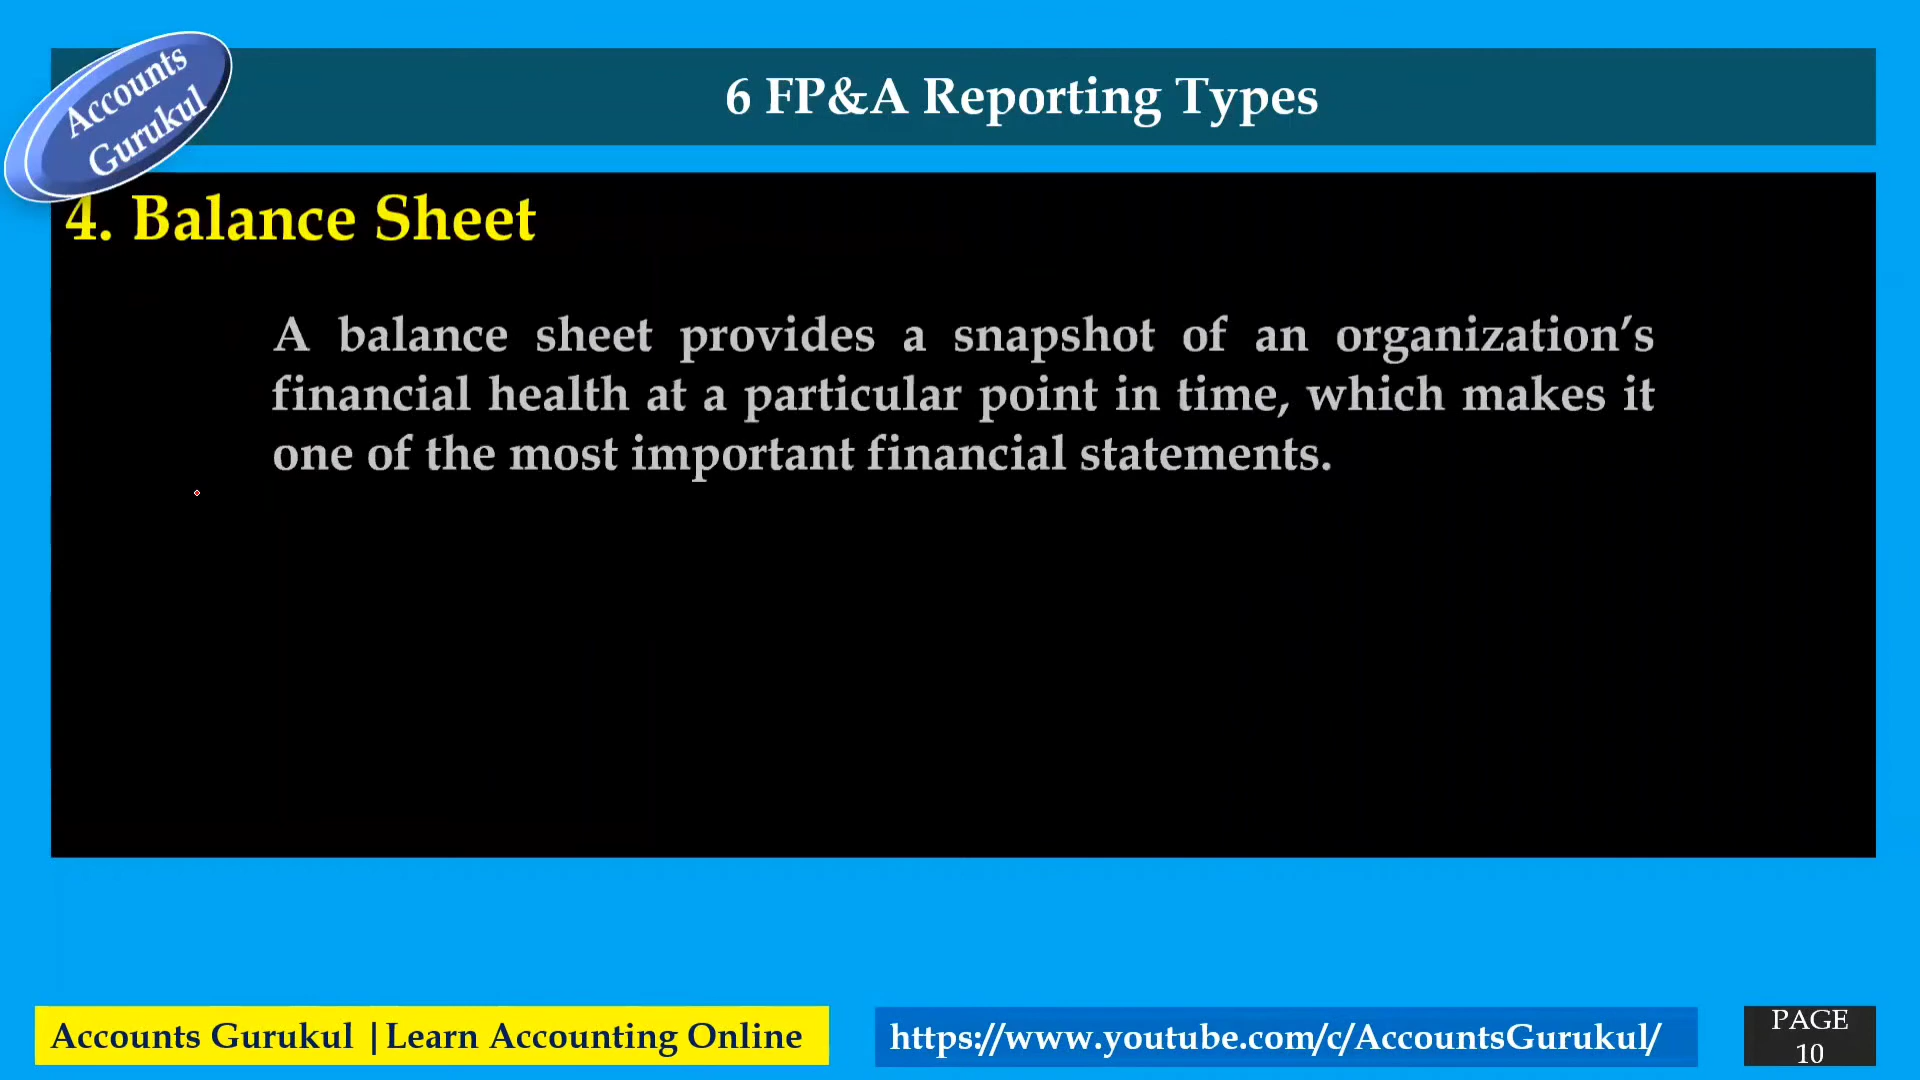 Accounts
Gurukul
6 FP&A Reporting Types
4. Balance Sheet
A balance sheet provides a snapshot of an organization’s
financial health at a particular point in time, which makes it
one of the most important financial statements.
Accounts Gurukul |Learn Accounting Online
https://www.youtube.com/c/AccountsGurukul/
PAGE
10